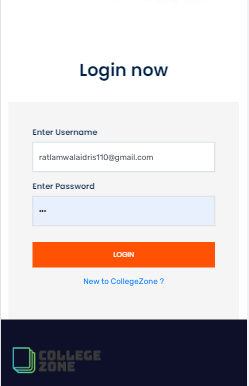 Login now
Enter Username
ratlamwalaidris110@gmail.com
Enter Password
•••
LOGIN
New to CollegeZone ?
COLLEGE
ZONE